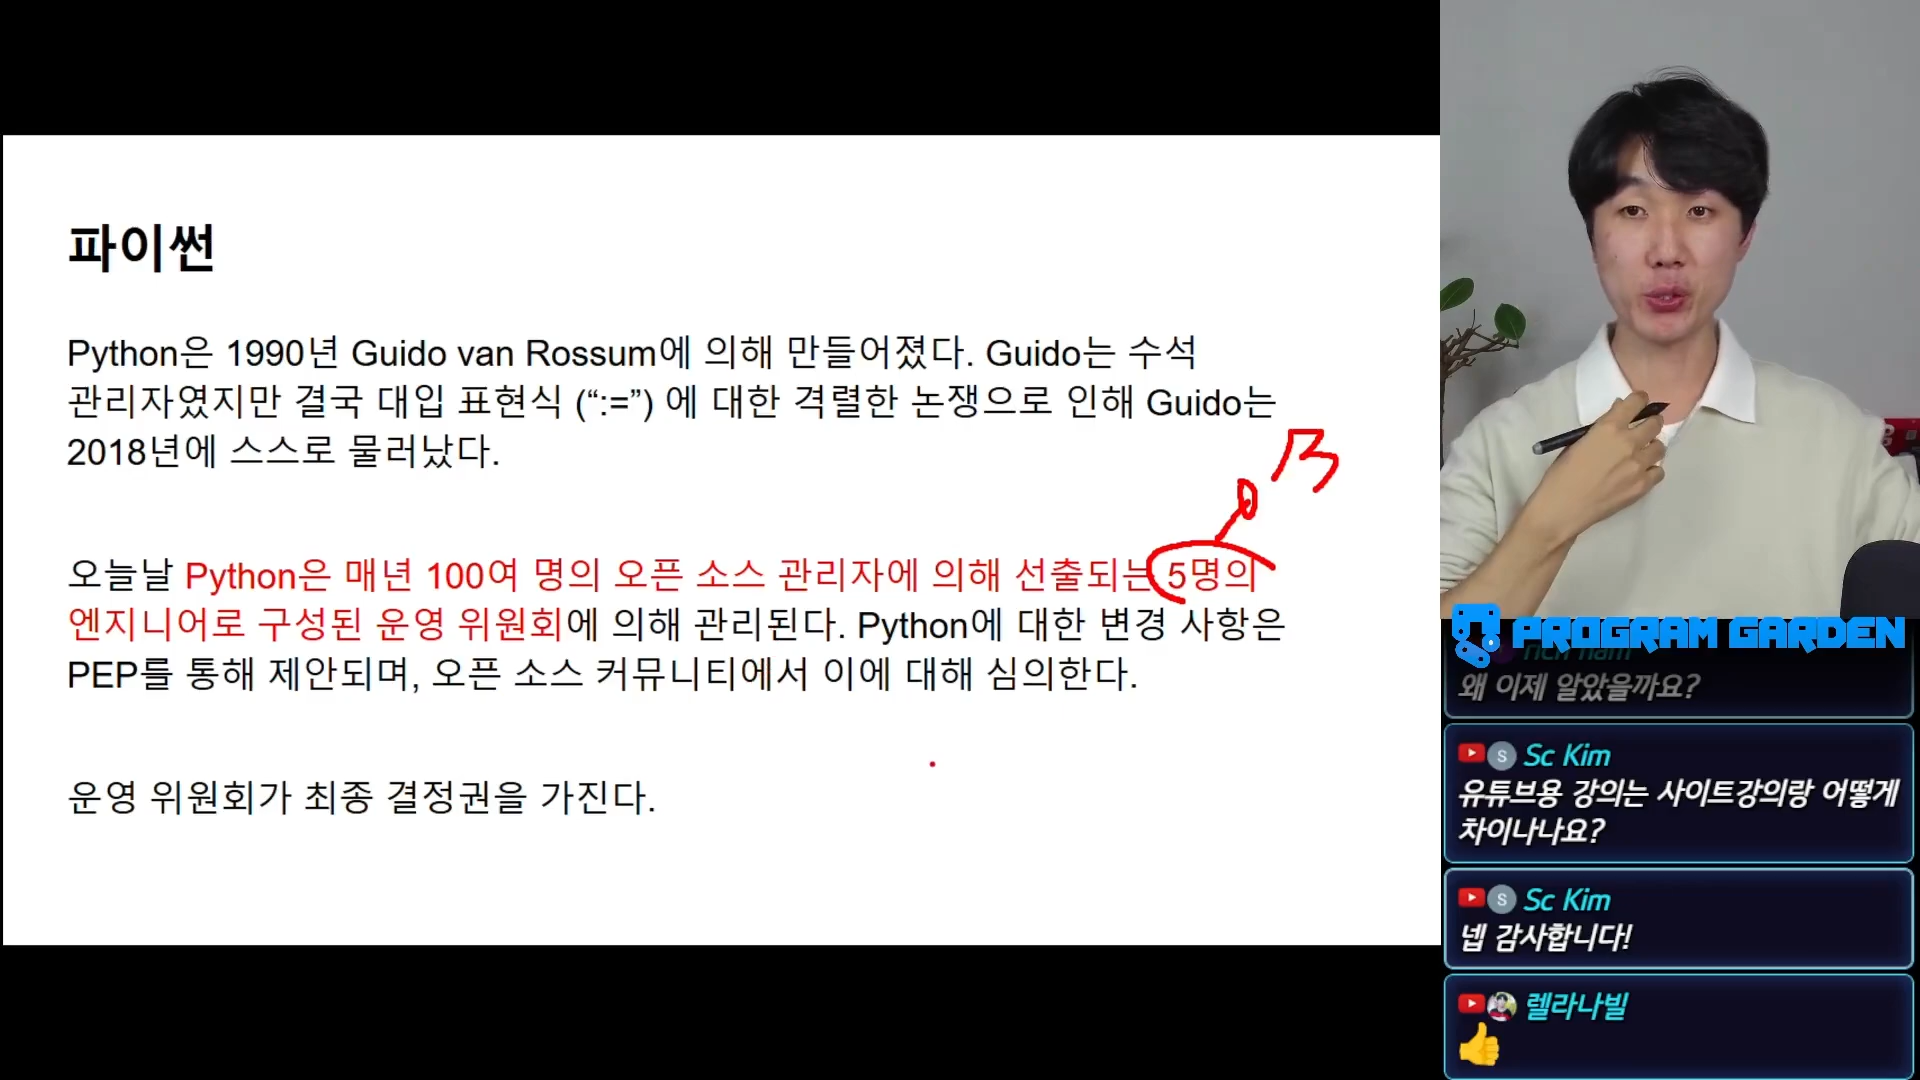 파이썬
Python은 1990년 Guido van Rossum에 의해 만들어졌다. Guido는 수석
관리자였지만 결국 대입 표현식 (“:=”) 에 대한 격렬한 논쟁으로 인해 Guido는
2018년에 스스로 물러났다.
오늘날 Python은 매년 100여 명의 오픈 소스 관리자에 의해 선출되는 5명의
엔지니어로 구성된 운영 위원회에 의해 관리된다. Python에 대한 변경 사항은
PEP를 통해 제안되며, 오픈 소스 커뮤니티에서 이에 대해 심의한다.
운영 위원회가 최종 결정권을 가진다.
PROGRAM GARDEN
왜 이제 알았을까요?
S Sc Kim
유튜브용 강의는 사이트강의랑 어떻게
차이나나요?
S Sc Kim
넵 감사합니다!
렐라나빌